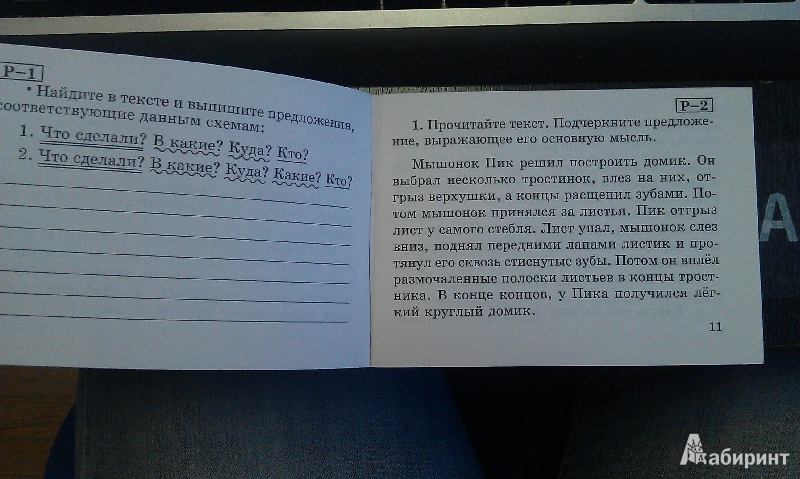 Р–1
• Найдите в тексте и выпишите предложения,
соответствующие данным схемам:
1. Что сделали? В какие? Куда? Кто?
2. Что сделали? В какие? Куда? Какие? Кто?
Р–2
1. Прочитайте текст. Подчеркните предложе-
ние, выражающее его основную мысль.
Мышонок Пик решил построить домик. Он
выбрал несколько тростинок, влез на них, от-
грыз верхушки, а концы расщепил зубами. По-
том мышонок принялся за листья. Пик отгрыз
лист у самого стебля. Лист упал, мышонок слез
вниз, поднял передними лапами листик и про-
тянул его сквозь стиснутые зубы. Потом он вплёл
размочаленные полоски листьев в концы трост-
ника. В конце концов, у Пика получился лёг-
кий круглый домик.
11
А
Лабиринт